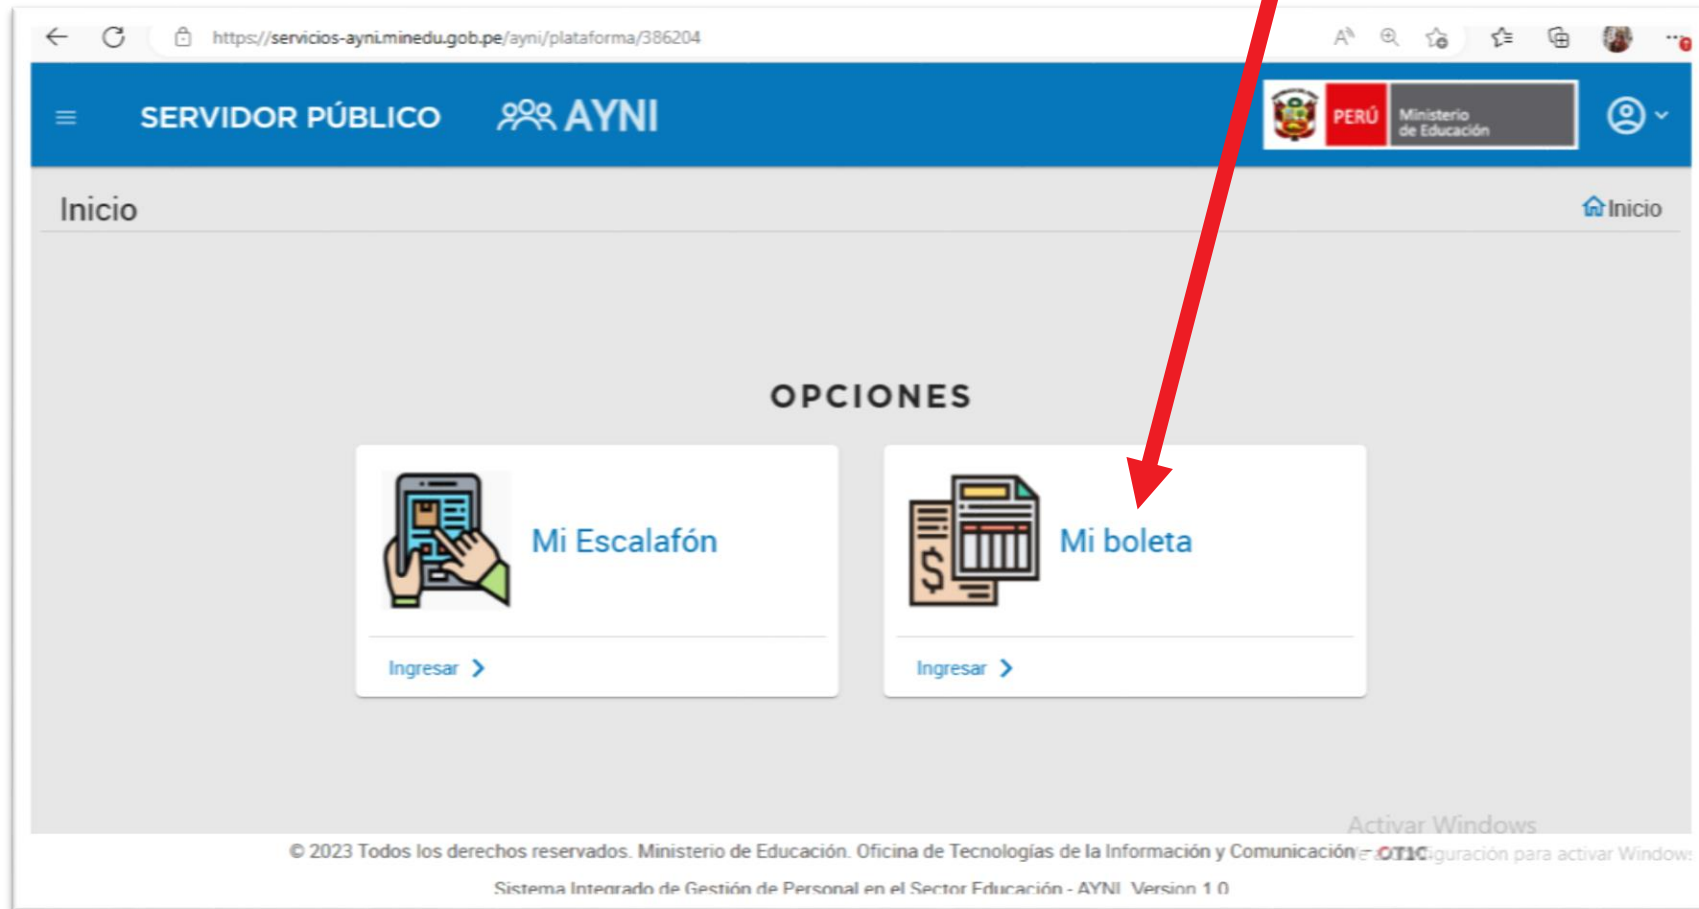 https://servicios-ayni.minedu.gob.pe/ayni/plataforma/386204
SERVIDOR PÚBLICO AYNI
PERÚ Ministerio
de Educación
Inicio Inicio
OPCIONES
Mi Escalafón
Mi boleta
Ingresar
Ingresar
Activar Windows
© 2023 Todos los derechos reservados. Ministerio de Educación. Oficina de Tecnologías de la Información y Comunicación – OTIC
para activar Windows
Sistema Integrado de Gestión de Personal en el Sector Educación - AYNI. Version 1.0